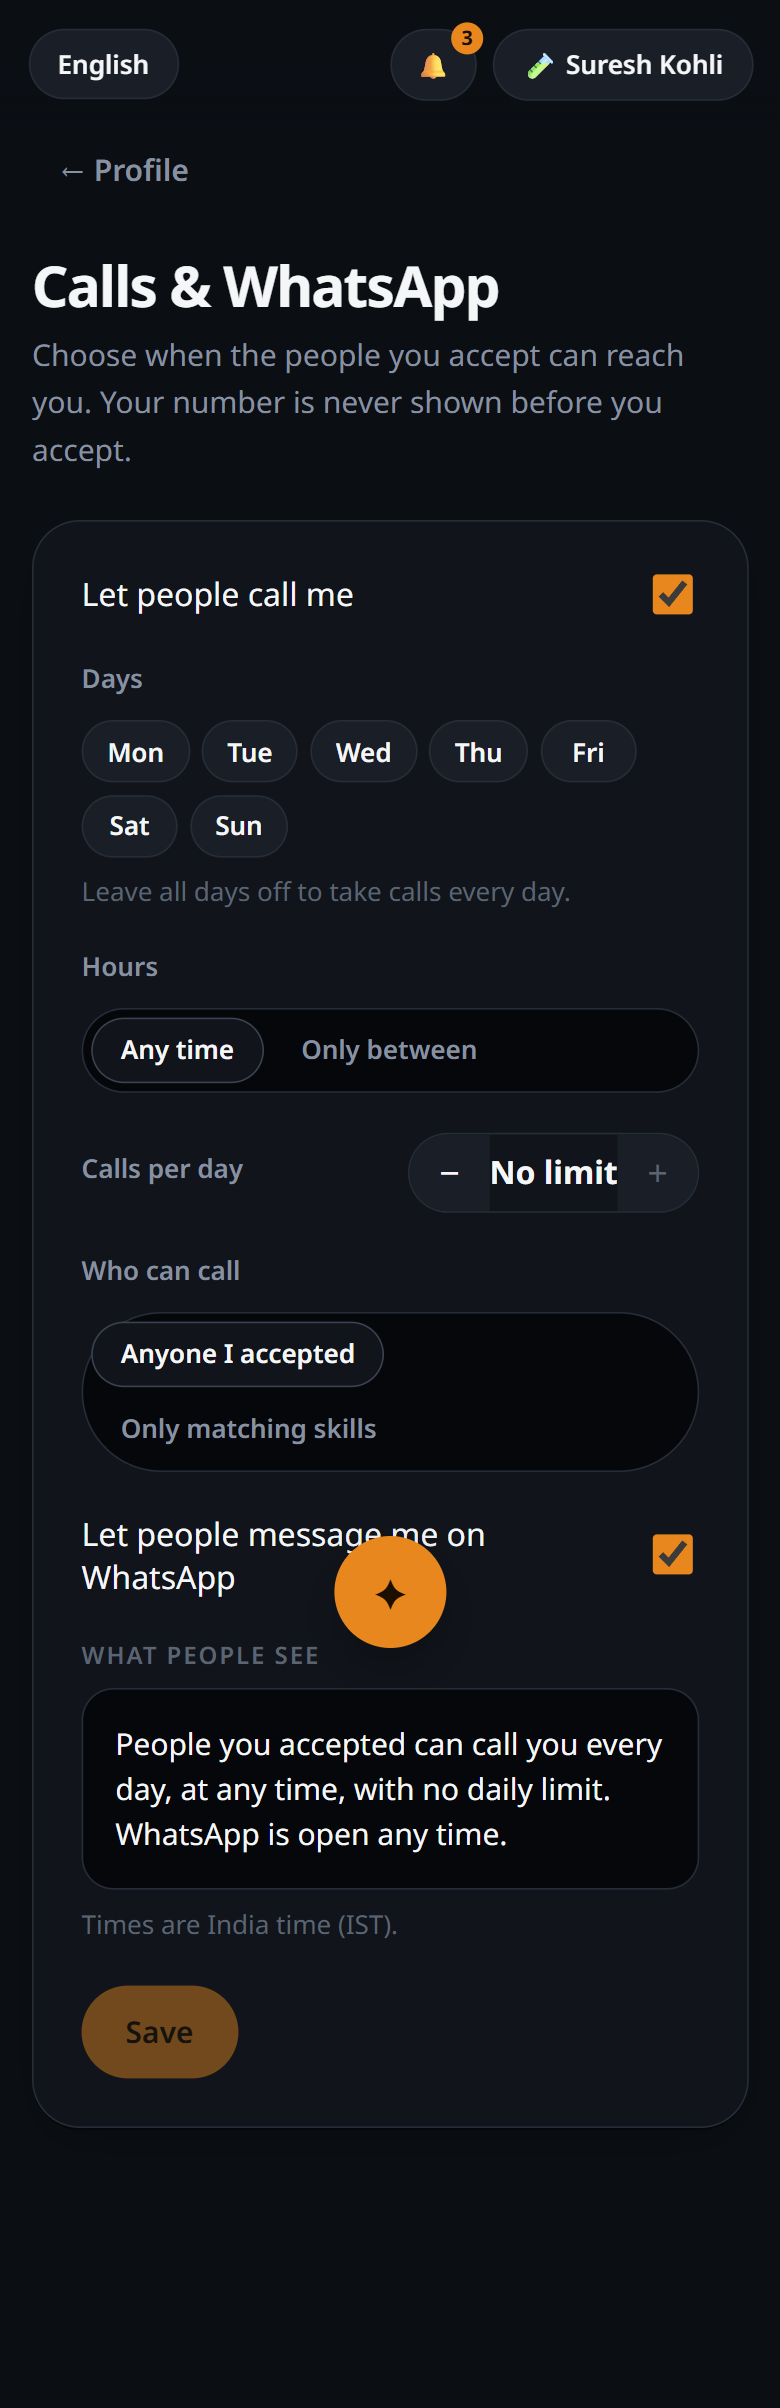 English
3
Suresh Kohli
← Profile
Calls & WhatsApp
Choose when the people you accept can reach
you. Your number is never shown before you
accept.
Let people call me
Days
Mon Tue Wed Thu Fri
Sat Sun
Leave all days off to take calls every day.
Hours
Any time Only between
Calls per day − No limit +
Who can call
Anyone I accepted
Only matching skills
Let people message me on
WhatsApp
WHAT PEOPLE SEE
People you accepted can call you every
day, at any time, with no daily limit.
WhatsApp is open any time.
Times are India time (IST).
Save